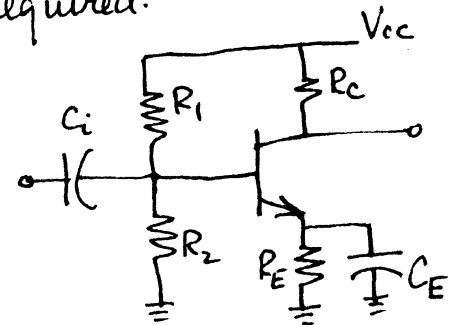 required.
Vcc
R1
RC
Ci
R2
RE
CE